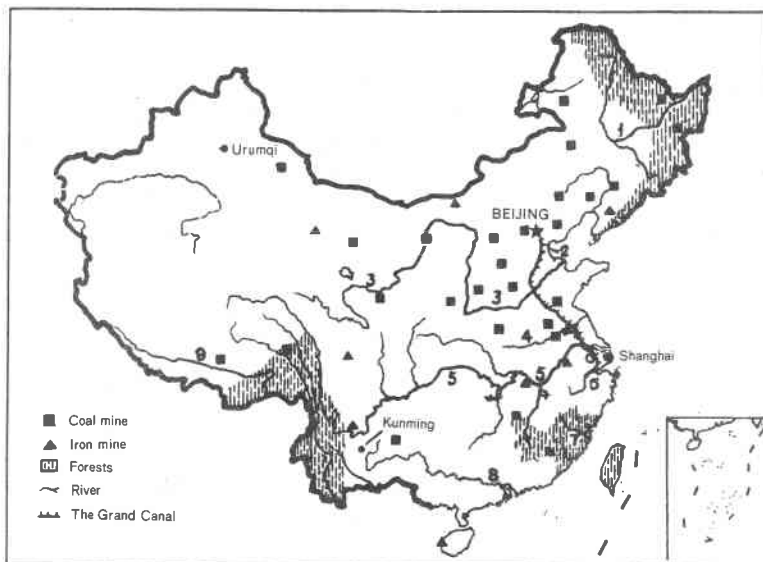 Urumqi
1
BEIJING
2
3
3
4
Shanghai
9
5
5
6
Kunming
7
8
Coal mine
Iron mine
Forests
River
The Grand Canal